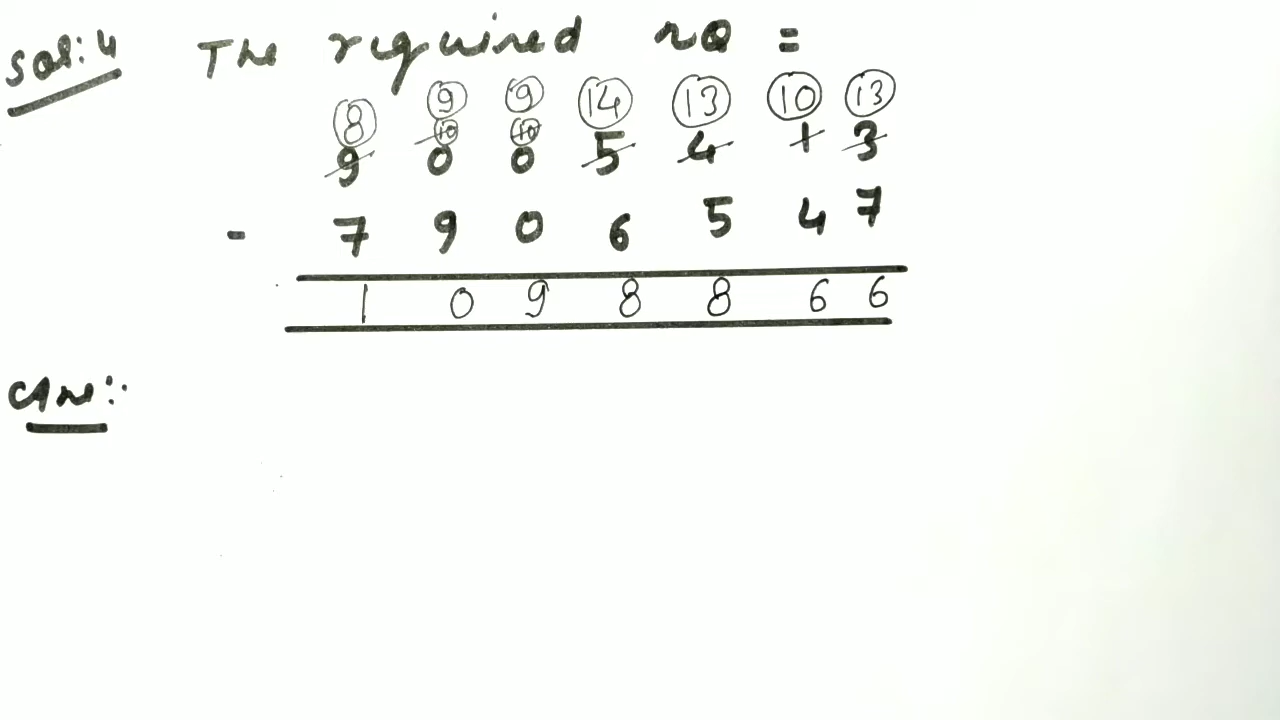 Sol:4 The required no =
8 9 9 14 13 10 13
10 10
9 0 0 5 4 1 3
- 7 9 0 6 5 4 7
1 0 9 8 8 6 6
Ans: